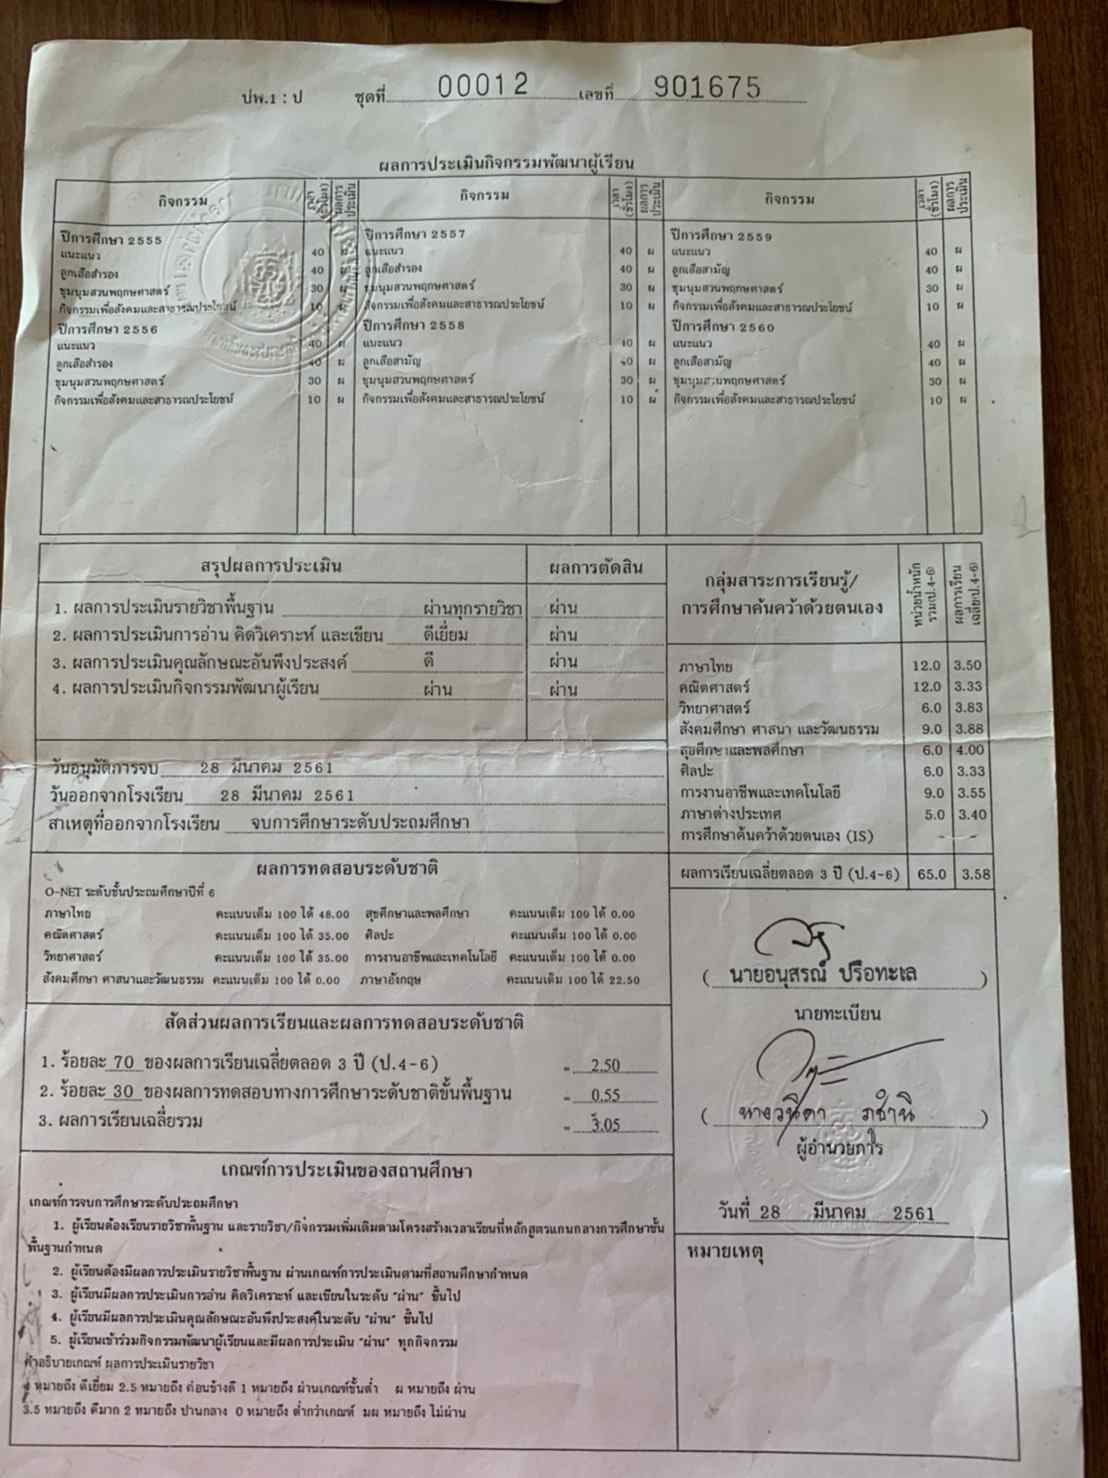 ปพ.1 : ป ชุดที่ 00012 เลขที่ 901675
ผลการประเมินกิจกรรมพัฒนาผู้เรียน
กิจกรรม เวลา (ชั่วโมง) ผลการประเมิน กิจกรรม เวลา (ชั่วโมง) ผลการประเมิน กิจกรรม เวลา (ชั่วโมง) ผลการประเมิน
ปีการศึกษา 2555
แนะแนว 40 ผ
ลูกเสือสำรอง 40 ผ
ชุมนุมสวนพฤกษศาสตร์ 30 ผ
กิจกรรมเพื่อสังคมและสาธารณประโยชน์ 10 ผ
ปีการศึกษา 2556
แนะแนว 40 ผ
ลูกเสือสำรอง 40 ผ
ชุมนุมสวนพฤกษศาสตร์ 30 ผ
กิจกรรมเพื่อสังคมและสาธารณประโยชน์ 10 ผ
ปีการศึกษา 2557
แนะแนว 40 ผ
ลูกเสือสำรอง 40 ผ
ชุมนุมสวนพฤกษศาสตร์ 30 ผ
กิจกรรมเพื่อสังคมและสาธารณประโยชน์ 10 ผ
ปีการศึกษา 2558
แนะแนว 40 ผ
ลูกเสือสามัญ 40 ผ
ชุมนุมสวนพฤกษศาสตร์ 30 ผ
กิจกรรมเพื่อสังคมและสาธารณประโยชน์ 10 ผ
ปีการศึกษา 2559
แนะแนว 40 ผ
ลูกเสือสามัญ 40 ผ
ชุมนุมสวนพฤกษศาสตร์ 30 ผ
กิจกรรมเพื่อสังคมและสาธารณประโยชน์ 10 ผ
ปีการศึกษา 2560
แนะแนว 40 ผ
ลูกเสือสามัญ 40 ผ
ชุมนุมสวนพฤกษศาสตร์ 30 ผ
กิจกรรมเพื่อสังคมและสาธารณประโยชน์ 10 ผ
สรุปผลการประเมิน ผลการตัดสิน
1. ผลการประเมินรายวิชาพื้นฐาน ผ่านทุกรายวิชา ผ่าน
2. ผลการประเมินการอ่าน คิดวิเคราะห์ และเขียน ดีเยี่ยม ผ่าน
3. ผลการประเมินคุณลักษณะอันพึงประสงค์ ดี ผ่าน
4. ผลการประเมินกิจกรรมพัฒนาผู้เรียน ผ่าน ผ่าน
วันอนุมัติการจบ 28 มีนาคม 2561
วันออกจากโรงเรียน 28 มีนาคม 2561
สาเหตุที่ออกจากโรงเรียน จบการศึกษาระดับประถมศึกษา
กลุ่มสาระการเรียนรู้/การศึกษาค้นคว้าด้วยตนเอง หน่วยน้ำหนักรวม(ป.4-6) ผลการเรียนเฉลี่ย(ป.4-6)
ภาษาไทย 12.0 3.50
คณิตศาสตร์ 12.0 3.33
วิทยาศาสตร์ 6.0 3.83
สังคมศึกษา ศาสนา และวัฒนธรรม 9.0 3.88
สุขศึกษาและพลศึกษา 6.0 4.00
ศิลปะ 6.0 3.33
การงานอาชีพและเทคโนโลยี 9.0 3.55
ภาษาต่างประเทศ 5.0 3.40
การศึกษาค้นคว้าด้วยตนเอง (IS) - -
ผลการเรียนเฉลี่ยตลอด 3 ปี (ป.4-6) 65.0 3.58
ผลการทดสอบระดับชาติ
O-NET ระดับชั้นประถมศึกษาปีที่ 6
ภาษาไทย คะแนนเต็ม 100 ได้ 48.00 สุขศึกษาและพลศึกษา คะแนนเต็ม 100 ได้ 0.00
คณิตศาสตร์ คะแนนเต็ม 100 ได้ 35.00 ศิลปะ คะแนนเต็ม 100 ได้ 0.00
วิทยาศาสตร์ คะแนนเต็ม 100 ได้ 35.00 การงานอาชีพและเทคโนโลยี คะแนนเต็ม 100 ได้ 0.00
สังคมศึกษา ศาสนาและวัฒนธรรม คะแนนเต็ม 100 ได้ 0.00 ภาษาอังกฤษ คะแนนเต็ม 100 ได้ 22.50
สัดส่วนผลการเรียนและผลการทดสอบระดับชาติ
1. ร้อยละ 70 ของผลการเรียนเฉลี่ยตลอด 3 ปี (ป.4-6) = 2.50
2. ร้อยละ 30 ของผลการทดสอบทางการศึกษาระดับชาติขั้นพื้นฐาน = 0.55
3. ผลการเรียนเฉลี่ยรวม = 3.05
( นายอนุสรณ์ ปรือทะเล )
นายทะเบียน
( นางวนิดา ภชำนิ )
ผู้อำนวยการ
วันที่ 28 มีนาคม 2561
หมายเหตุ
เกณฑ์การประเมินของสถานศึกษา
เกณฑ์การจบการศึกษาระดับประถมศึกษา
1. ผู้เรียนต้องเรียนรายวิชาพื้นฐาน และรายวิชา/กิจกรรมเพิ่มเติมตามโครงสร้างเวลาเรียนที่หลักสูตรแกนกลางการศึกษาขั้น
พื้นฐานกำหนด
2. ผู้เรียนต้องมีผลการประเมินรายวิชาพื้นฐาน ผ่านเกณฑ์การประเมินตามที่สถานศึกษากำหนด
3. ผู้เรียนมีผลการประเมินการอ่าน คิดวิเคราะห์ และเขียนในระดับ "ผ่าน" ขึ้นไป
4. ผู้เรียนมีผลการประเมินคุณลักษณะอันพึงประสงค์ในระดับ "ผ่าน" ขึ้นไป
5. ผู้เรียนเข้าร่วมกิจกรรมพัฒนาผู้เรียนและมีผลการประเมิน "ผ่าน" ทุกกิจกรรม
คำอธิบายเกณฑ์ ผลการประเมินรายวิชา
4 หมายถึง ดีเยี่ยม 2.5 หมายถึง ค่อนข้างดี 1 หมายถึง ผ่านเกณฑ์ขั้นต่ำ ผ หมายถึง ผ่าน
3.5 หมายถึง ดีมาก 2 หมายถึง ปานกลาง 0 หมายถึง ต่ำกว่าเกณฑ์ มผ หมายถึง ไม่ผ่าน